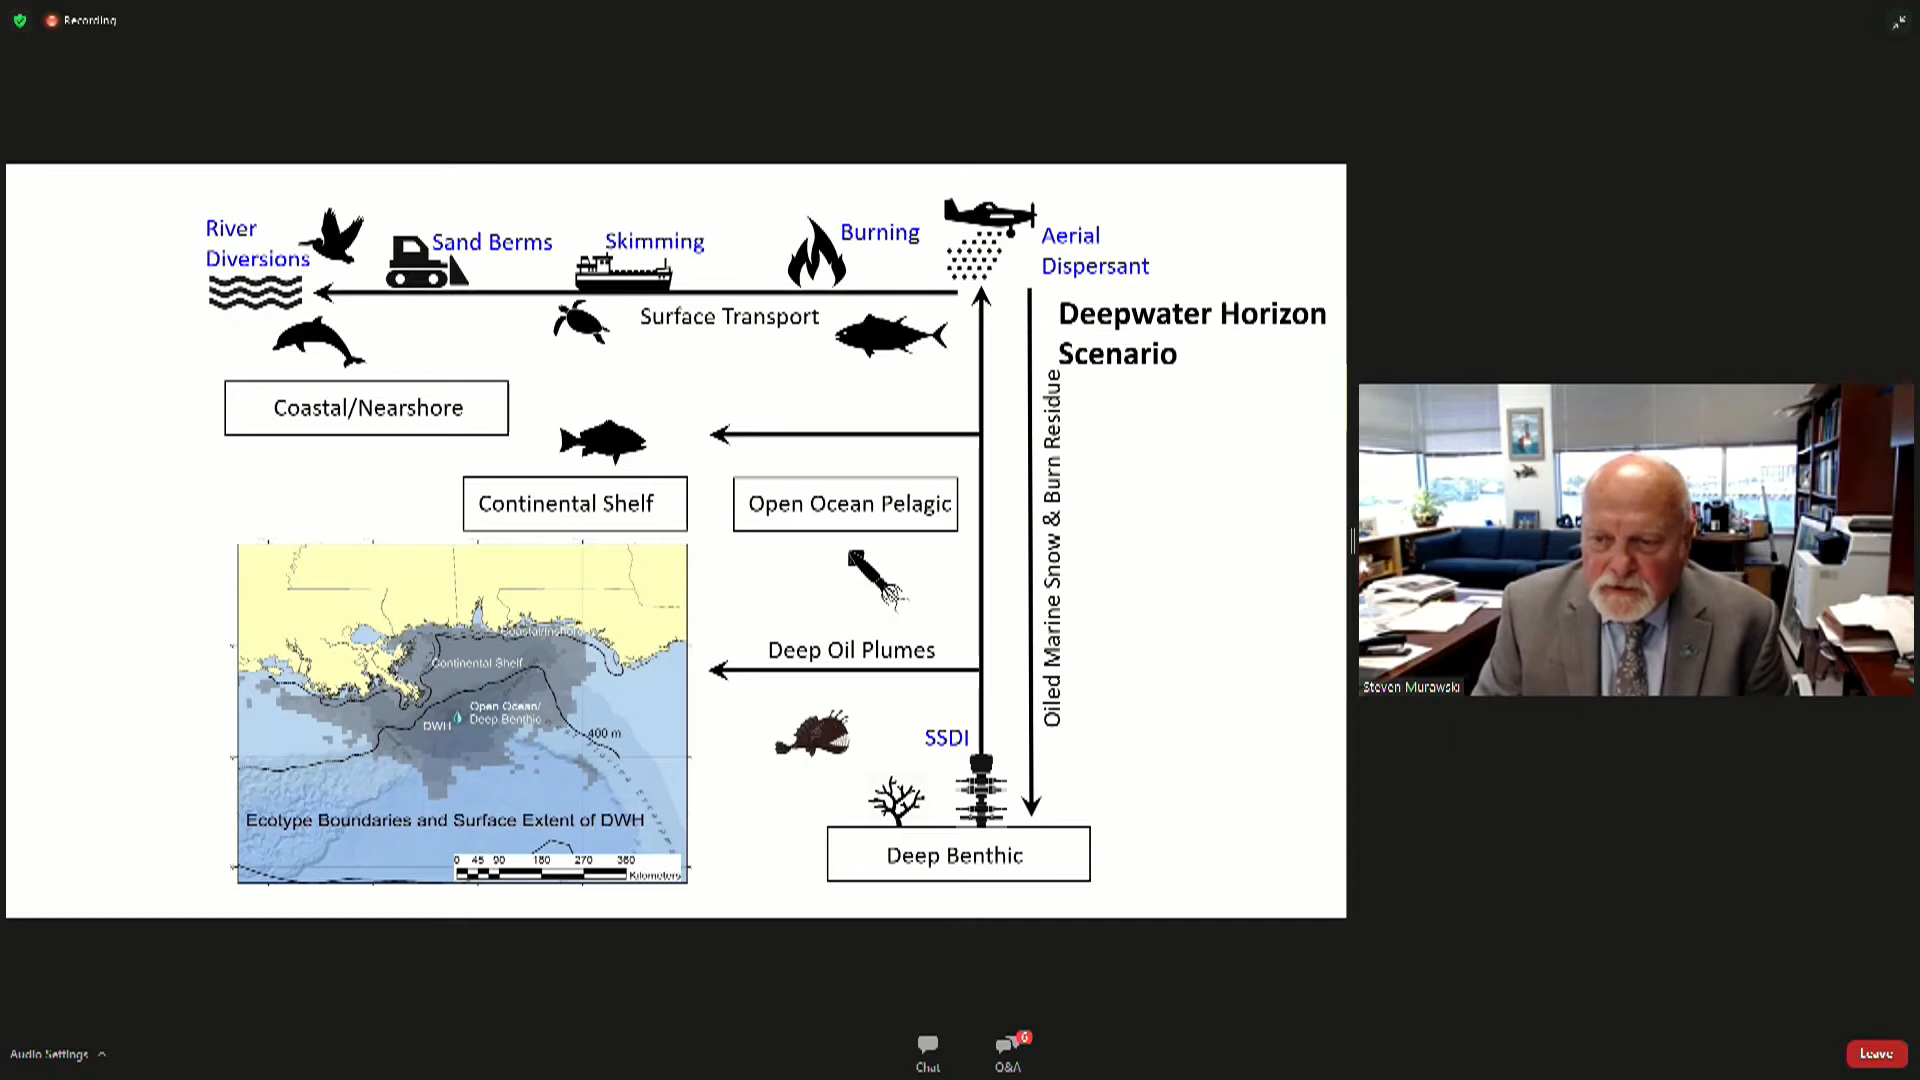 Recording
River
Diversions
Sand Berms
Skimming
Burning
Aerial
Dispersant
Surface Transport
Deepwater Horizon
Scenario
Coastal/Nearshore
Continental Shelf
Open Ocean Pelagic
Oiled Marine Snow & Burn Residue
Deep Oil Plumes
SSDI
Deep Benthic
Coastal/Inshore
Continental Shelf
Open Ocean/
Deep Benthic
DWH
400 m
Ecotype Boundaries and Surface Extent of DWH
0 45 90 180 270 360
Kilometers
Steven Murawski
Audio Settings
Chat
6
Q&A
Leave